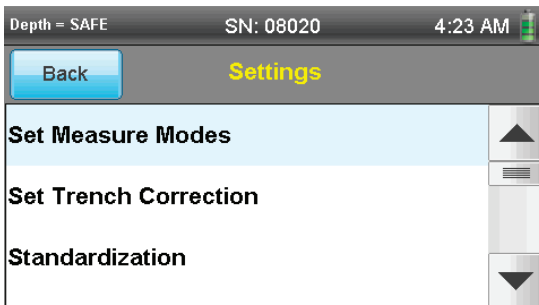 Depth = SAFE SN: 08020 4:23 AM
Back Settings
Set Measure Modes
Set Trench Correction
Standardization